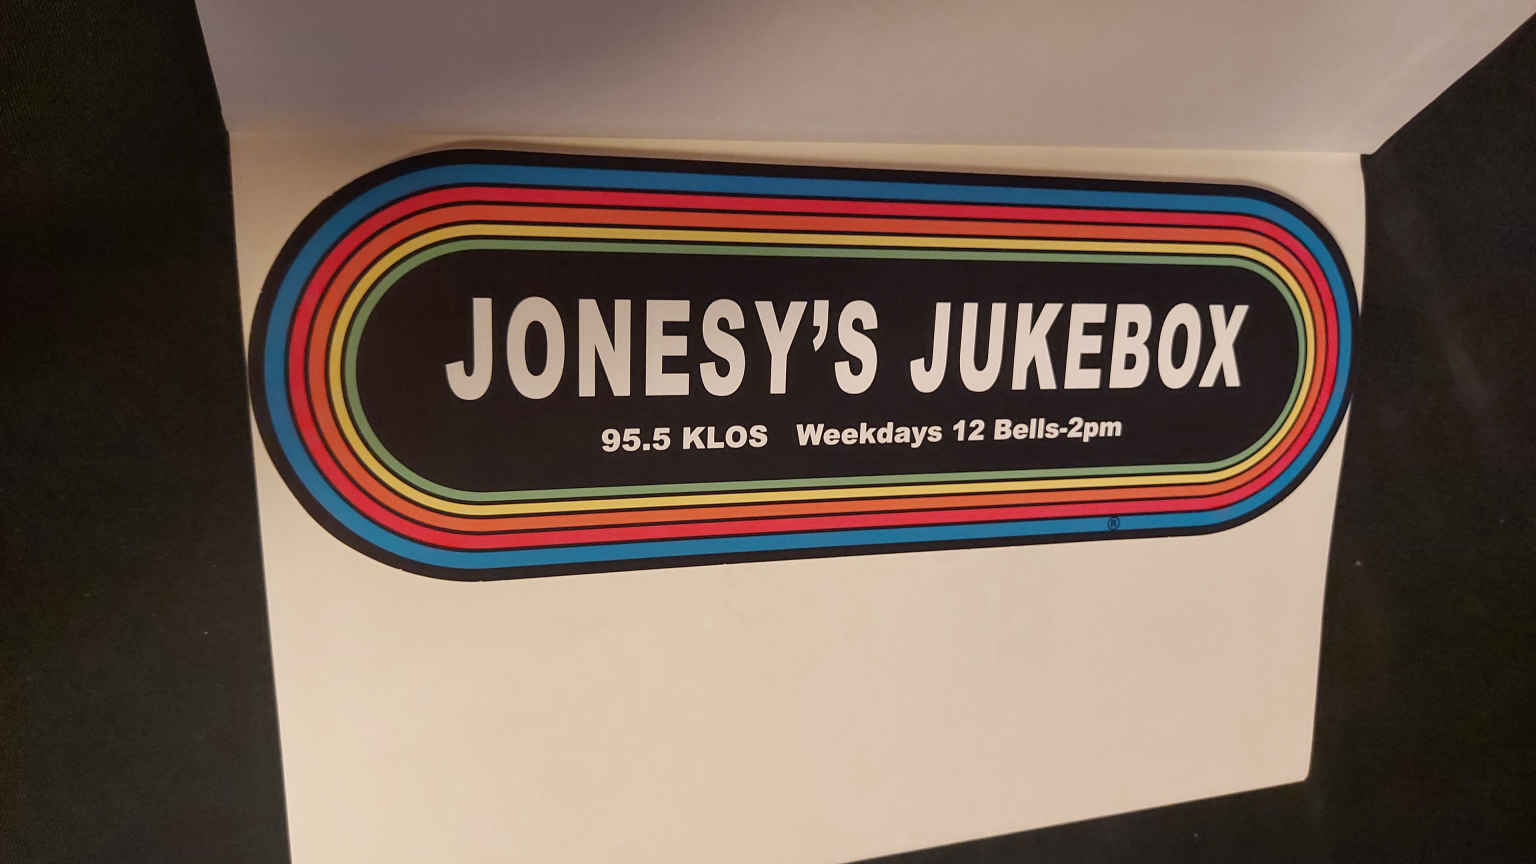 JONESY'S JUKEBOX
95.5 KLOS Weekdays 12 Bells-2pm
®